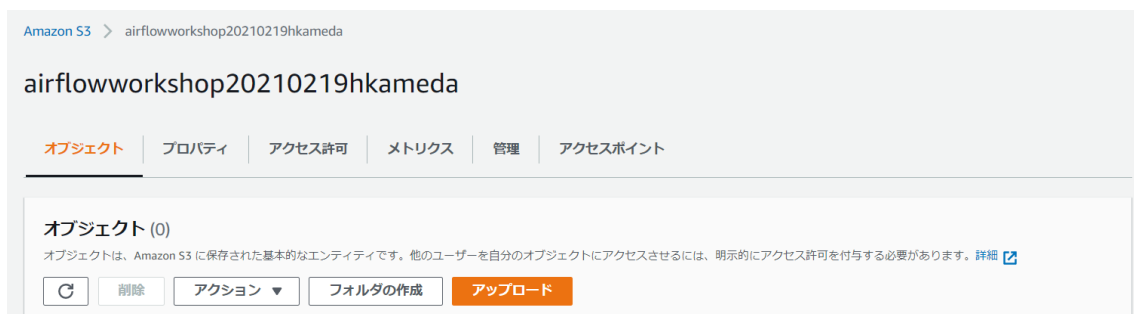 Amazon S3 > airflowworkshop20210219hkameda
airflowworkshop20210219hkameda
オブジェクト プロパティ アクセス許可 メトリクス 管理 アクセスポイント
オブジェクト (0)
オブジェクトは、Amazon S3 に保存された基本的なエンティティです。他のユーザーを自分のオブジェクトにアクセスさせるには、明示的にアクセス許可を付与する必要があります。詳細
削除 アクション ▼ フォルダの作成 アップロード